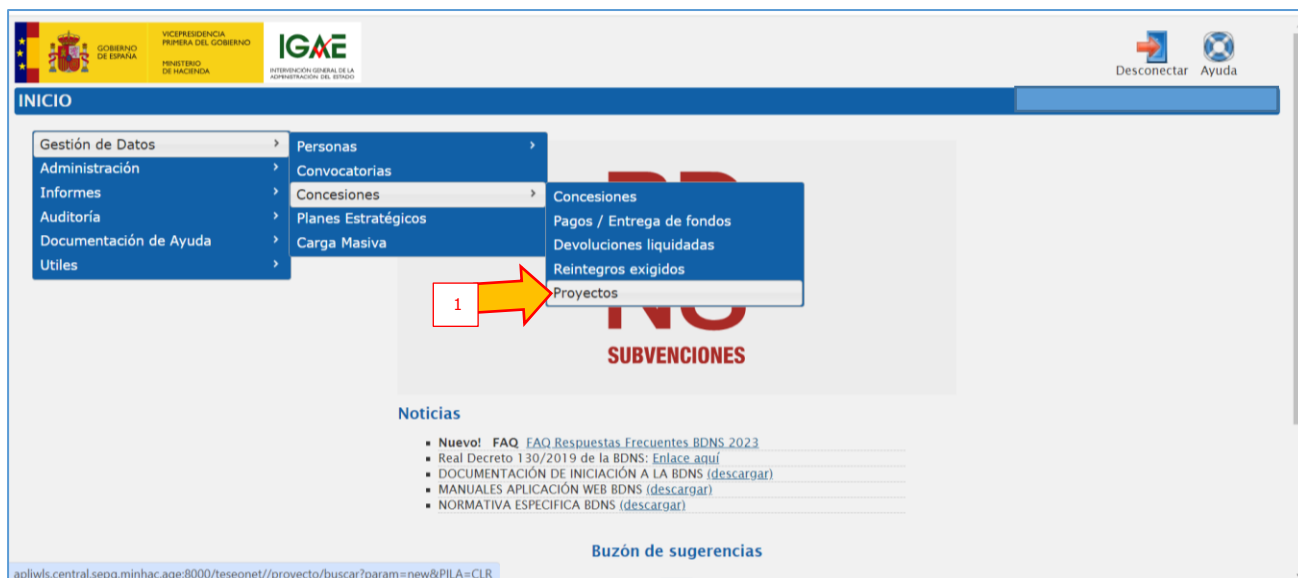 GOBIERNO
DE ESPAÑA
VICEPRESIDENCIA
PRIMERA DEL GOBIERNO
MINISTERIO
DE HACIENDA
IGAE
INTERVENCIÓN GENERAL DE LA
ADMINISTRACIÓN DEL ESTADO
Desconectar
Ayuda
INICIO
Gestión de Datos
Administración
Informes
Auditoría
Documentación de Ayuda
Utiles
Personas
Convocatorias
Concesiones
Planes Estratégicos
Carga Masiva
Concesiones
Pagos / Entrega de fondos
Devoluciones liquidadas
Reintegros exigidos
Proyectos
1
SUBVENCIONES
Noticias
Nuevo! FAQ FAQ Respuestas Frecuentes BDNS 2023
Real Decreto 130/2019 de la BDNS: Enlace aquí
DOCUMENTACIÓN DE INICIACIÓN A LA BDNS (descargar)
MANUALES APLICACIÓN WEB BDNS (descargar)
NORMATIVA ESPECIFICA BDNS (descargar)
Buzón de sugerencias
apliwls.central.sepg.minhac.age:8000/teseonet//proyecto/buscar?param=new&PILA=CLR